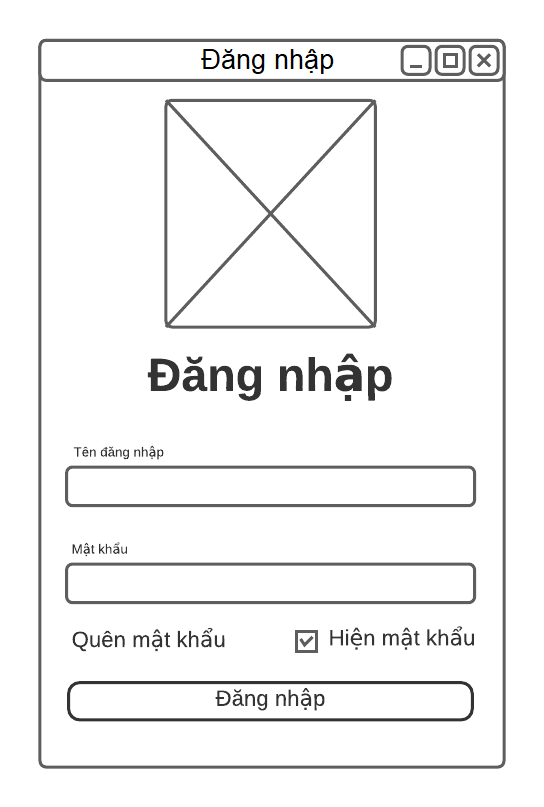 Đăng nhập
Đăng nhập
Tên đăng nhập
Mật khẩu
Quên mật khẩu
Hiện mật khẩu
Đăng nhập